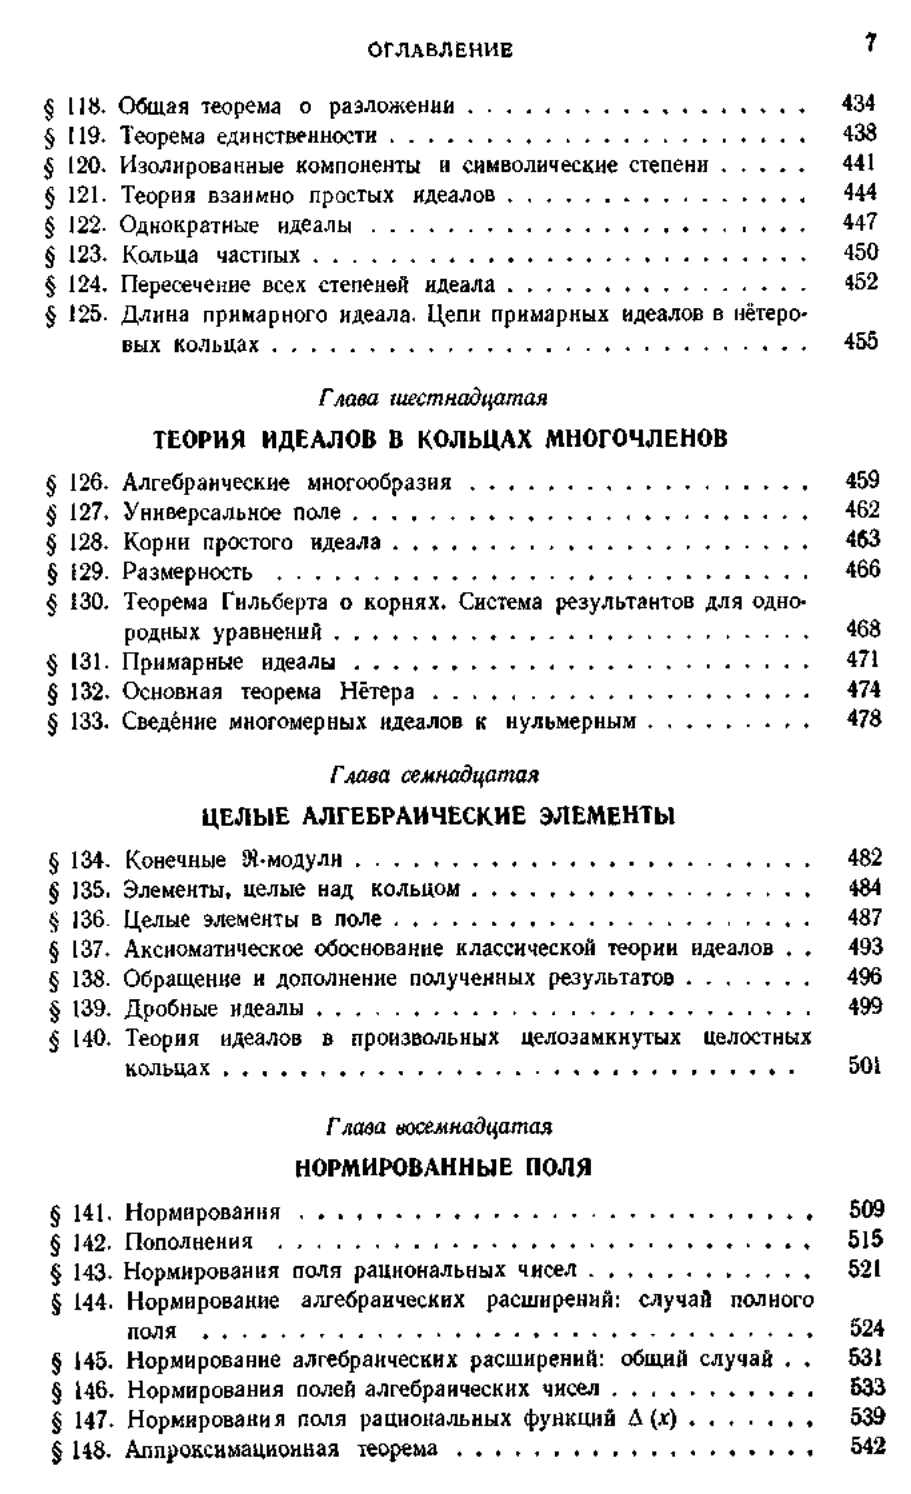 ОГЛАВЛЕНИЕ 7
§ 118. Общая теорема о разложении . . . . . . . . . . . . . . . . . . 434
§ 119. Теорема единственности . . . . . . . . . . . . . . . . . . . . . . 438
§ 120. Изолированные компоненты и символические степени . . . . . 441
§ 121. Теория взаимно простых идеалов . . . . . . . . . . . . . . . . 444
§ 122. Однократные идеалы . . . . . . . . . . . . . . . . . . . . . . . 447
§ 123. Кольца частных . . . . . . . . . . . . . . . . . . . . . . . . . . 450
§ 124. Пересечение всех степеней идеала . . . . . . . . . . . . . . . . 452
§ 125. Длина примарного идеала. Цепи примарных идеалов в нётеро-
вых кольцах . . . . . . . . . . . . . . . . . . . . . . . . . . . . 455
Глава шестнадцатая
ТЕОРИЯ ИДЕАЛОВ В КОЛЬЦАХ МНОГОЧЛЕНОВ
§ 126. Алгебраические многообразия . . . . . . . . . . . . . . . . . . 459
§ 127. Универсальное поле . . . . . . . . . . . . . . . . . . . . . . . . 462
§ 128. Корни простого идеала . . . . . . . . . . . . . . . . . . . . . . 463
§ 129. Размерность . . . . . . . . . . . . . . . . . . . . . . . . . . . . 466
§ 130. Теорема Гильберта о корнях. Система результантов для одно-
родных уравнений . . . . . . . . . . . . . . . . . . . . . . . . . 468
§ 131. Примарные идеалы . . . . . . . . . . . . . . . . . . . . . . . . 471
§ 132. Основная теорема Нётера . . . . . . . . . . . . . . . . . . . . 474
§ 133. Сведение многомерных идеалов к нульмерным . . . . . . . . . 478
Глава семнадцатая
ЦЕЛЫЕ АЛГЕБРАИЧЕСКИЕ ЭЛЕМЕНТЫ
§ 134. Конечные ℜ-модули . . . . . . . . . . . . . . . . . . . . . . . . 482
§ 135. Элементы, целые над кольцом . . . . . . . . . . . . . . . . . . 484
§ 136. Целые элементы в поле . . . . . . . . . . . . . . . . . . . . . . 487
§ 137. Аксиоматическое обоснование классической теории идеалов . . 493
§ 138. Обращение и дополнение полученных результатов . . . . . . . 496
§ 139. Дробные идеалы . . . . . . . . . . . . . . . . . . . . . . . . . . 499
§ 140. Теория идеалов в произвольных целозамкнутых целостных
кольцах . . . . . . . . . . . . . . . . . . . . . . . . . . . . . . 501
Глава восемнадцатая
НОРМИРОВАННЫЕ ПОЛЯ
§ 141. Нормирования . . . . . . . . . . . . . . . . . . . . . . . . . . . 509
§ 142. Пополнения . . . . . . . . . . . . . . . . . . . . . . . . . . . . 515
§ 143. Нормирования поля рациональных чисел . . . . . . . . . . . . 521
§ 144. Нормирование алгебраических расширений: случай полного
поля . . . . . . . . . . . . . . . . . . . . . . . . . . . . . . . . 524
§ 145. Нормирование алгебраических расширений: общий случай . . 531
§ 146. Нормирования полей алгебраических чисел . . . . . . . . . . . 533
§ 147. Нормирования поля рациональных функций Δ (x) . . . . . . . 539
§ 148. Аппроксимационная теорема . . . . . . . . . . . . . . . . . . . 542